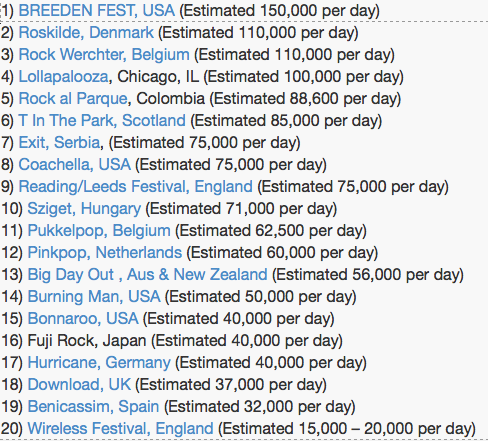 1) BREEDEN FEST, USA (Estimated 150,000 per day)
2) Roskilde, Denmark (Estimated 110,000 per day)
3) Rock Werchter, Belgium (Estimated 110,000 per day)
4) Lollapalooza, Chicago, IL (Estimated 100,000 per day)
5) Rock al Parque, Colombia (Estimated 88,600 per day)
6) T In The Park, Scotland (Estimated 85,000 per day)
7) Exit, Serbia, (Estimated 75,000 per day)
8) Coachella, USA (Estimated 75,000 per day)
9) Reading/Leeds Festival, England (Estimated 75,000 per day)
10) Sziget, Hungary (Estimated 71,000 per day)
11) Pukkelpop, Belgium (Estimated 62,500 per day)
12) Pinkpop, Netherlands (Estimated 60,000 per day)
13) Big Day Out , Aus & New Zealand (Estimated 56,000 per day)
14) Burning Man, USA (Estimated 50,000 per day)
15) Bonnaroo, USA (Estimated 40,000 per day)
16) Fuji Rock, Japan (Estimated 40,000 per day)
17) Hurricane, Germany (Estimated 40,000 per day)
18) Download, UK (Estimated 37,000 per day)
19) Benicassim, Spain (Estimated 32,000 per day)
20) Wireless Festival, England (Estimated 15,000 – 20,000 per day)